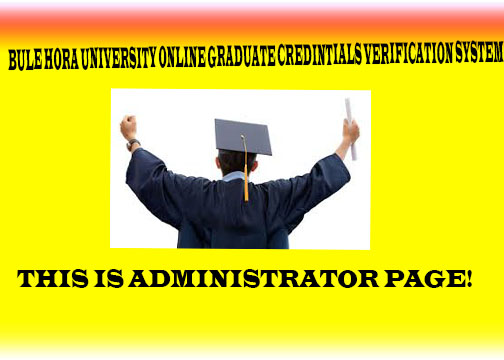 BULE HORA UNIVERSITY ONLINE GRADUATE CREDINTIALS VERIFICATION SYSTEM
THIS IS ADMINISTRATOR PAGE!